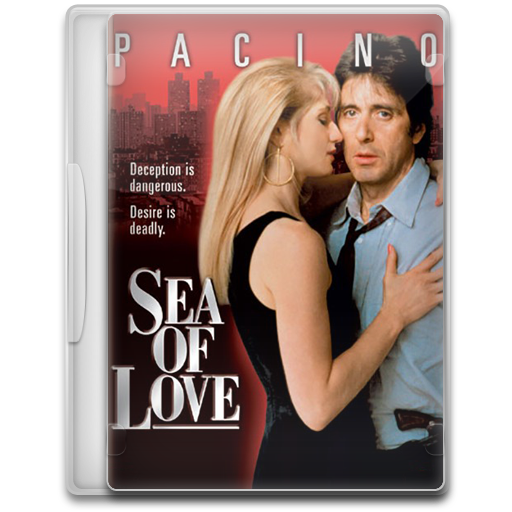 PACINO
Deception is
dangerous.
Desire is
deadly.
SEA
OF
LOVE